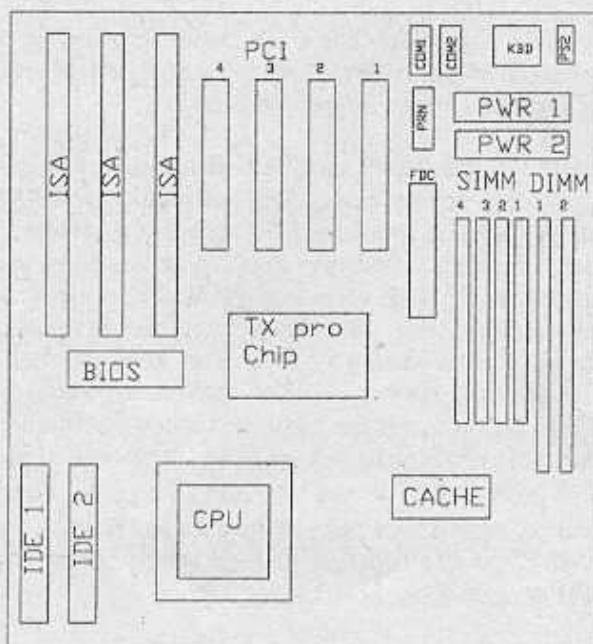 PCI
4 3 2 1
COM1
COM2
KBD
PS2
ISA
ISA
ISA
PRN
PWR 1
PWR 2
FDC
SIMM DIMM
4 3 2 1 1 2
TX pro
Chip
BIOS
IDE 1
IDE 2
CPU
CACHE